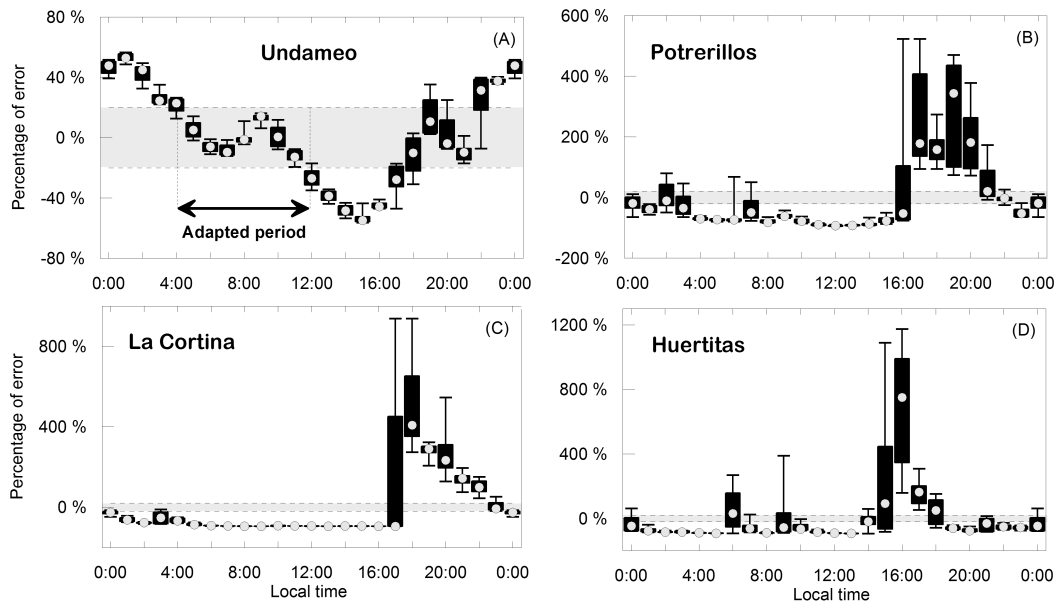 80 %
40 %
0 %
-40 %
-80 %
Percentage of error
Undameo
(A)
Adapted period
0:00 4:00 8:00 12:00 16:00 20:00 0:00
600 %
400 %
200 %
0 %
-200 %
Potrerillos
(B)
0:00 4:00 8:00 12:00 16:00 20:00 0:00
800 %
400 %
0 %
Percentage of error
La Cortina
(C)
0:00 4:00 8:00 12:00 16:00 20:00 0:00
Local time
1200 %
800 %
400 %
0 %
Huertitas
(D)
0:00 4:00 8:00 12:00 16:00 20:00 0:00
Local time